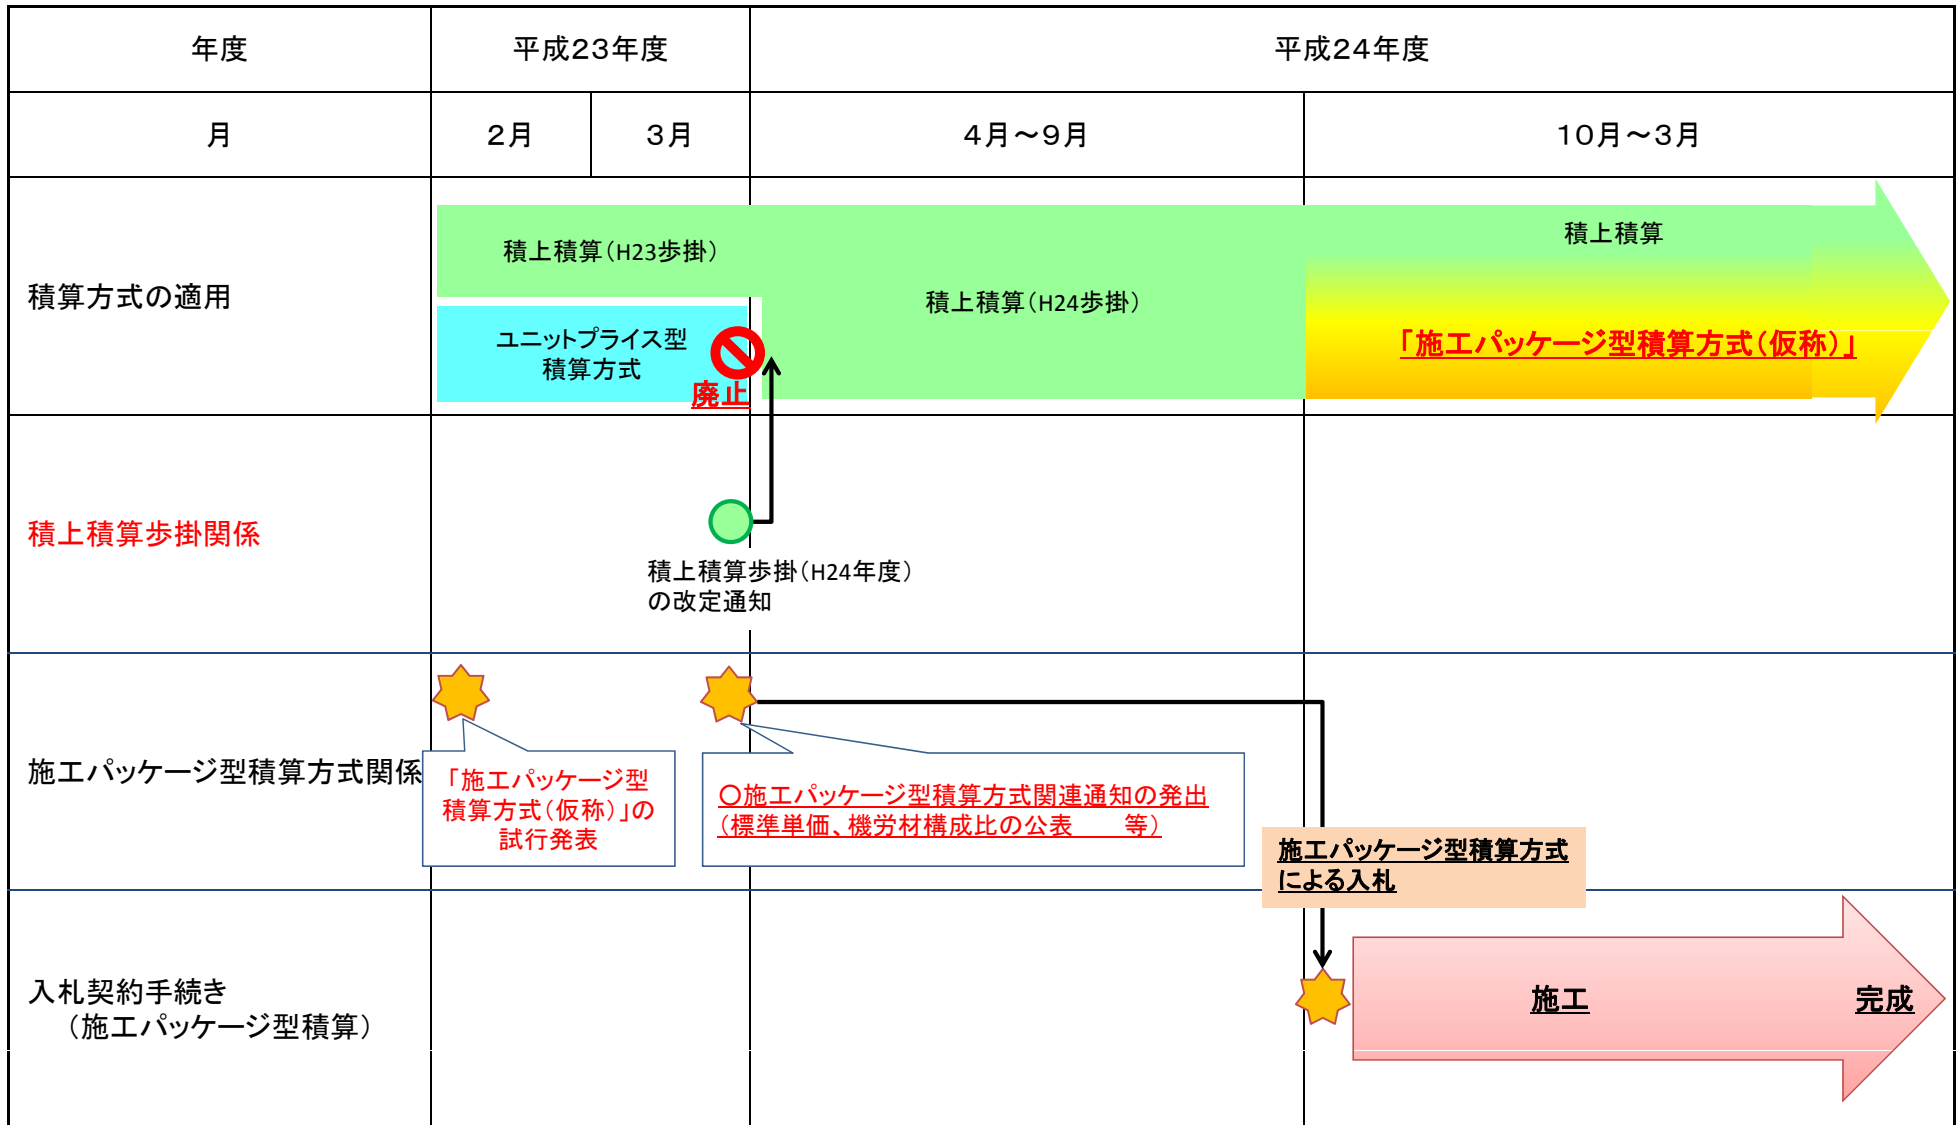 年度
平成23年度
平成24年度
月
2月
3月
4月～9月
10月～3月
積算方式の適用
積上積算（H23歩掛）
ユニットプライス型
積算方式
廃止
積上積算（H24歩掛）
積上積算
「施工パッケージ型積算方式（仮称）」
積上積算歩掛関係
積上積算歩掛（H24年度）
の改定通知
施工パッケージ型積算方式関係
「施工パッケージ型
積算方式（仮称）」の
試行発表
〇施工パッケージ型積算方式関連通知の発出
（標準単価、機労材構成比の公表　　等）
施工パッケージ型積算方式
による入札
入札契約手続き
（施工パッケージ型積算）
施工
完成